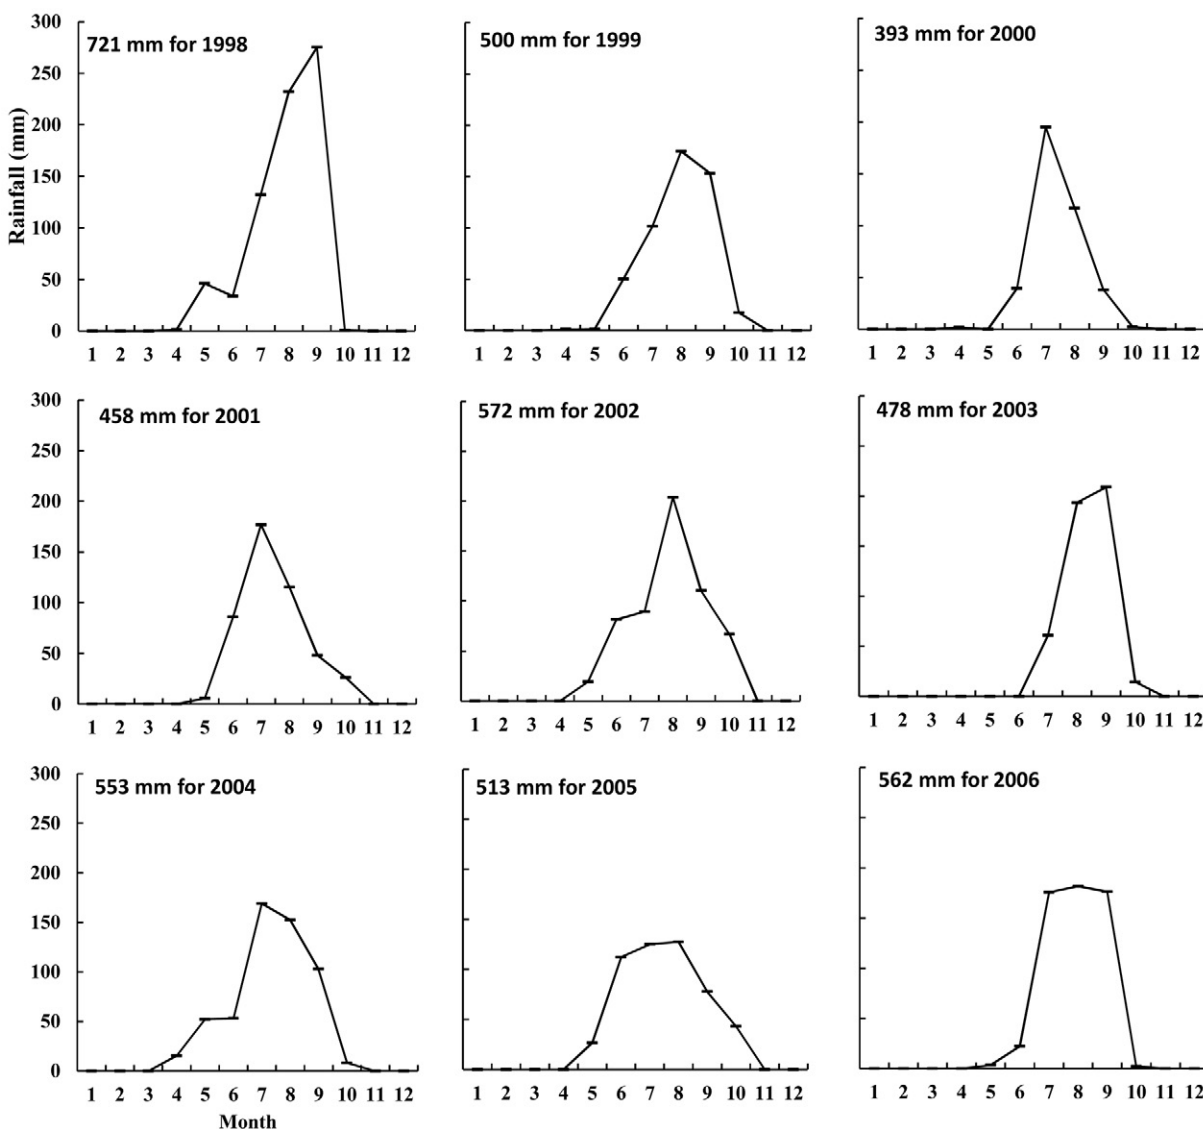 721 mm for 1998
500 mm for 1999
393 mm for 2000
Rainfall (mm)
300
250
200
150
100
50
0
1 2 3 4 5 6 7 8 9 10 11 12
1 2 3 4 5 6 7 8 9 10 11 12
1 2 3 4 5 6 7 8 9 10 11 12
458 mm for 2001
572 mm for 2002
478 mm for 2003
300
250
200
150
100
50
0
1 2 3 4 5 6 7 8 9 10 11 12
1 2 3 4 5 6 7 8 9 10 11 12
1 2 3 4 5 6 7 8 9 10 11 12
553 mm for 2004
513 mm for 2005
562 mm for 2006
300
250
200
150
100
50
0
1 2 3 4 5 6 7 8 9 10 11 12
1 2 3 4 5 6 7 8 9 10 11 12
1 2 3 4 5 6 7 8 9 10 11 12
Month